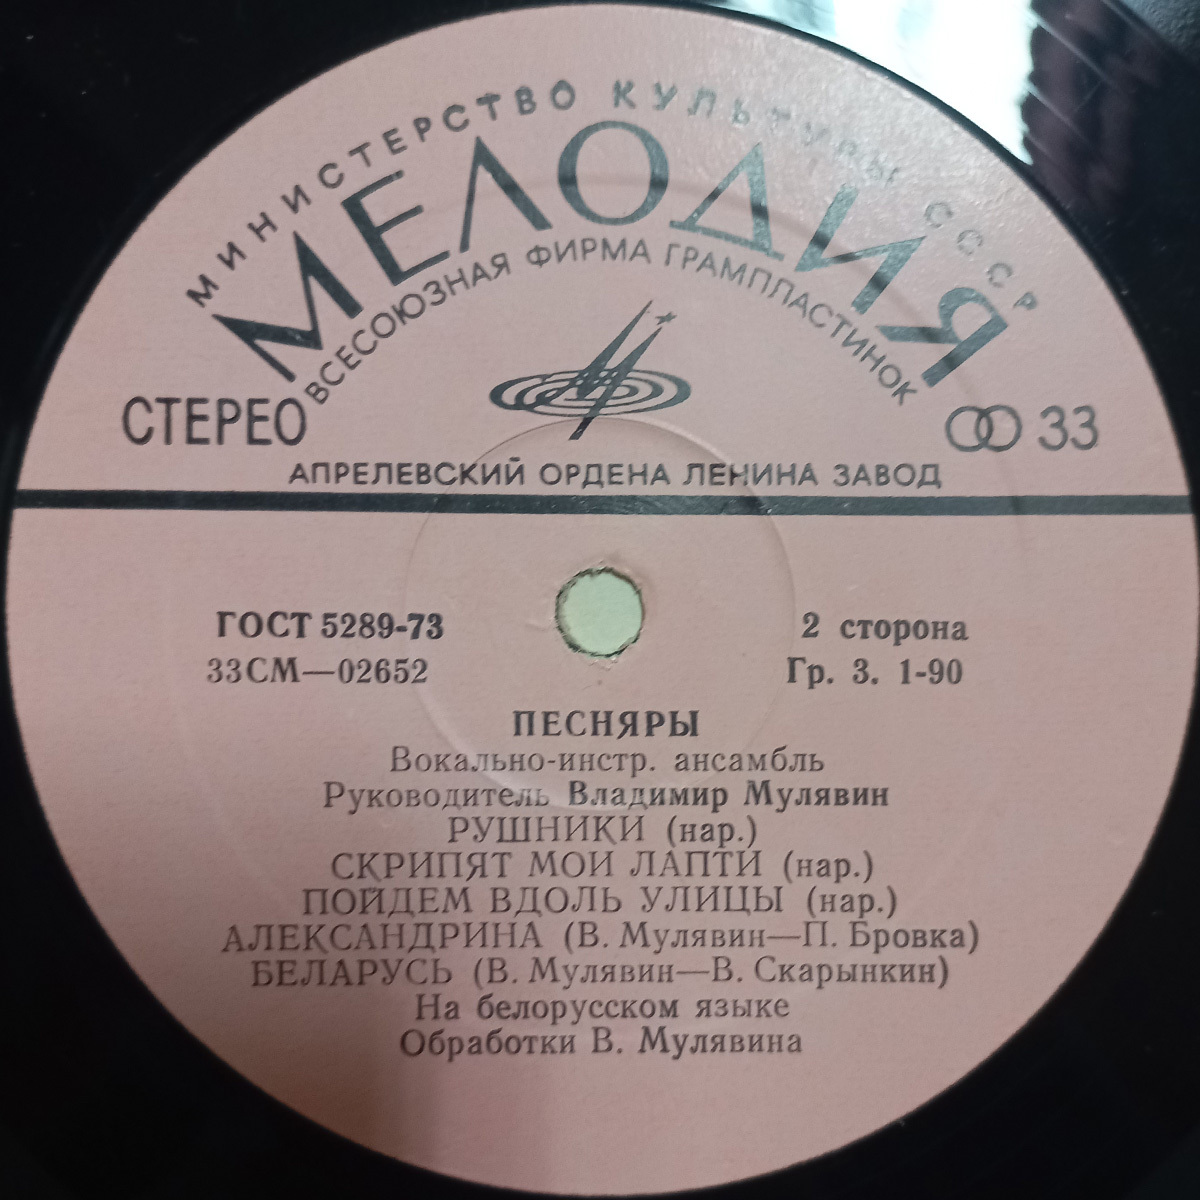 МИНИСТЕРСТВО КУЛЬТУРЫ СССР
МЕЛОДИЯ
ВСЕСОЮЗНАЯ ФИРМА ГРАМПЛАСТИНОК
СТЕРЕО
33
АПРЕЛЕВСКИЙ ОРДЕНА ЛЕНИНА ЗАВОД
ГОСТ 5289-73
2 сторона
33СМ—02652
Гр. 3. 1-90
ПЕСНЯРЫ
Вокально-инстр. ансамбль
Руководитель Владимир Мулявин
РУШНИКИ (нар.)
СКРИПЯТ МОИ ЛАПТИ (нар.)
ПОЙДЕМ ВДОЛЬ УЛИЦЫ (нар.)
АЛЕКСАНДРИНА (В. Мулявин—П. Бровка)
БЕЛАРУСЬ (В. Мулявин—В. Скарынкин)
На белорусском языке
Обработки В. Мулявина